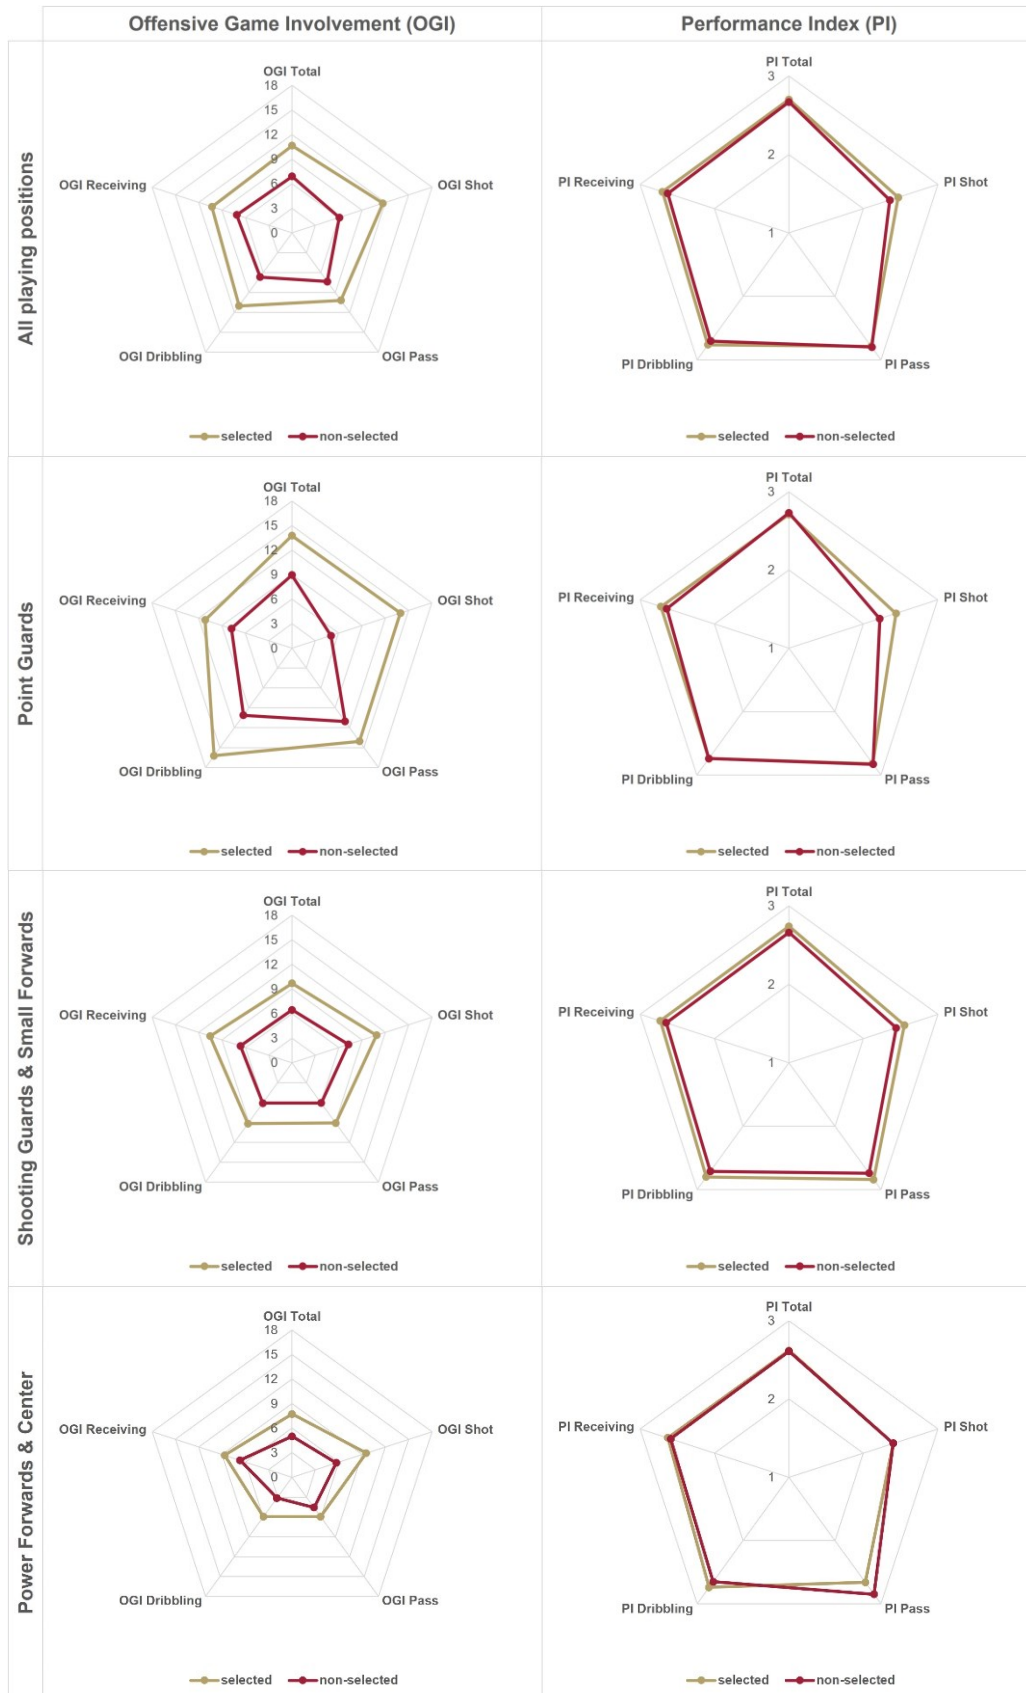 Offensive Game Involvement (OGI)
Performance Index (PI)
All playing positions
OGI Total
18
15
12
9
6
3
0
OGI Receiving
OGI Shot
OGI Dribbling
OGI Pass
selected
non-selected
PI Total
3
2
1
PI Receiving
PI Shot
PI Dribbling
PI Pass
selected
non-selected
Point Guards
OGI Total
18
15
12
9
6
3
0
OGI Receiving
OGI Shot
OGI Dribbling
OGI Pass
selected
non-selected
PI Total
3
2
1
PI Receiving
PI Shot
PI Dribbling
PI Pass
selected
non-selected
Shooting Guards & Small Forwards
OGI Total
18
15
12
9
6
3
0
OGI Receiving
OGI Shot
OGI Dribbling
OGI Pass
selected
non-selected
PI Total
3
2
1
PI Receiving
PI Shot
PI Dribbling
PI Pass
selected
non-selected
Power Forwards & Center
OGI Total
18
15
12
9
6
3
0
OGI Receiving
OGI Shot
OGI Dribbling
OGI Pass
selected
non-selected
PI Total
3
2
1
PI Receiving
PI Shot
PI Dribbling
PI Pass
selected
non-selected